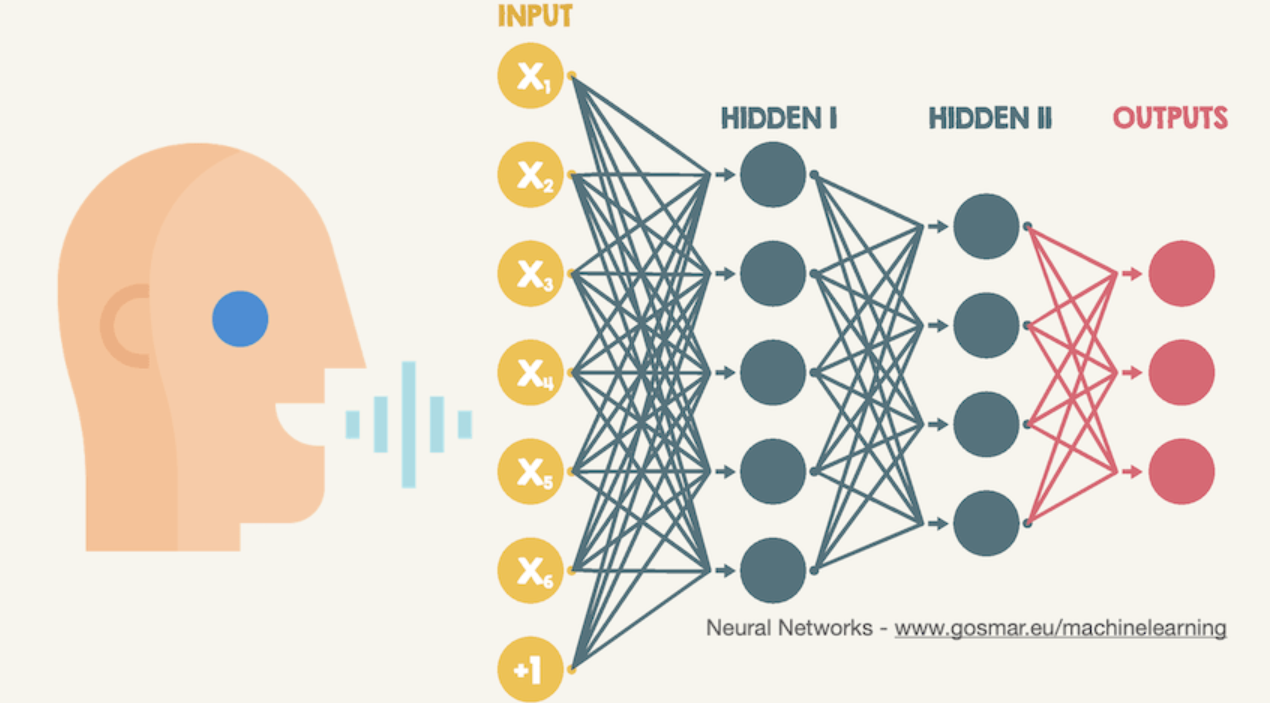 INPUT
X1
X2
X3
X4
X5
X6
+1
HIDDEN I
HIDDEN II
OUTPUTS
Neural Networks - www.gosmar.eu/machinelearning